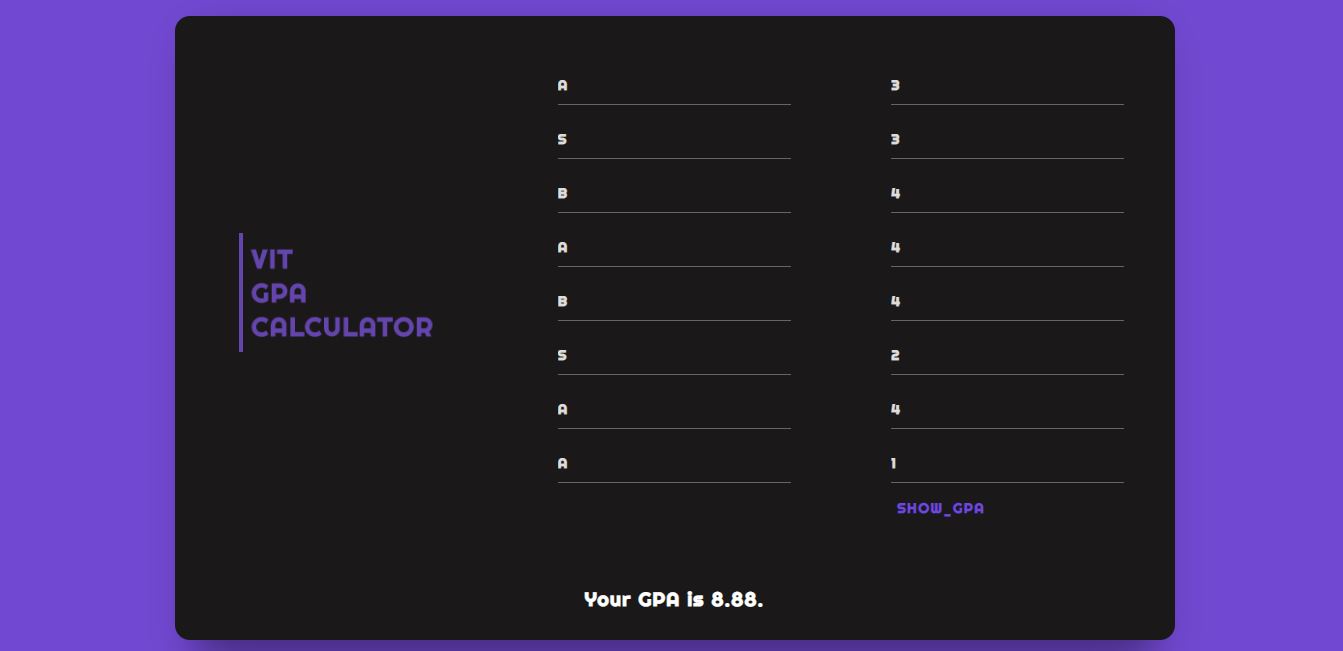 VIT
GPA
CALCULATOR
A 3
S 3
B 4
A 4
B 4
S 2
A 4
A 1
SHOW_GPA
Your GPA is 8.88.